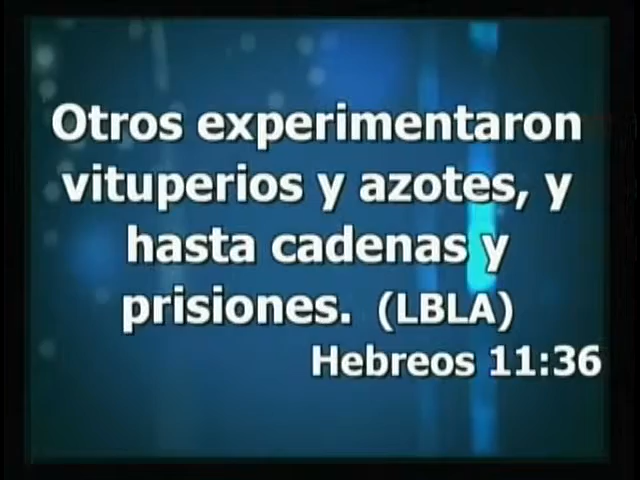 Otros experimentaron
vituperios y azotes, y
hasta cadenas y
prisiones. (LBLA)
Hebreos 11:36